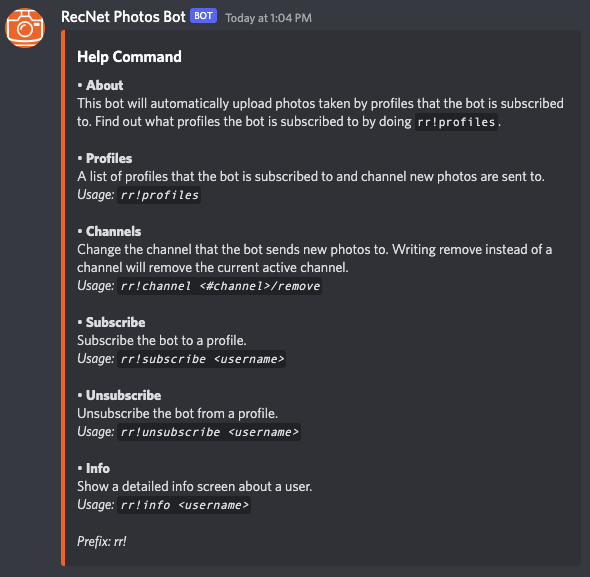 RecNet Photos Bot BOT Today at 1:04 PM
Help Command
• About
This bot will automatically upload photos taken by profiles that the bot is subscribed
to. Find out what profiles the bot is subscribed to by doing rr!profiles.
• Profiles
A list of profiles that the bot is subscribed to and channel new photos are sent to.
Usage: rr!profiles
• Channels
Change the channel that the bot sends new photos to. Writing remove instead of a
channel will remove the current active channel.
Usage: rr!channel <#channel>/remove
• Subscribe
Subscribe the bot to a profile.
Usage: rr!subscribe <username>
• Unsubscribe
Unsubscribe the bot from a profile.
Usage: rr!unsubscribe <username>
• Info
Show a detailed info screen about a user.
Usage: rr!info <username>
Prefix: rr!